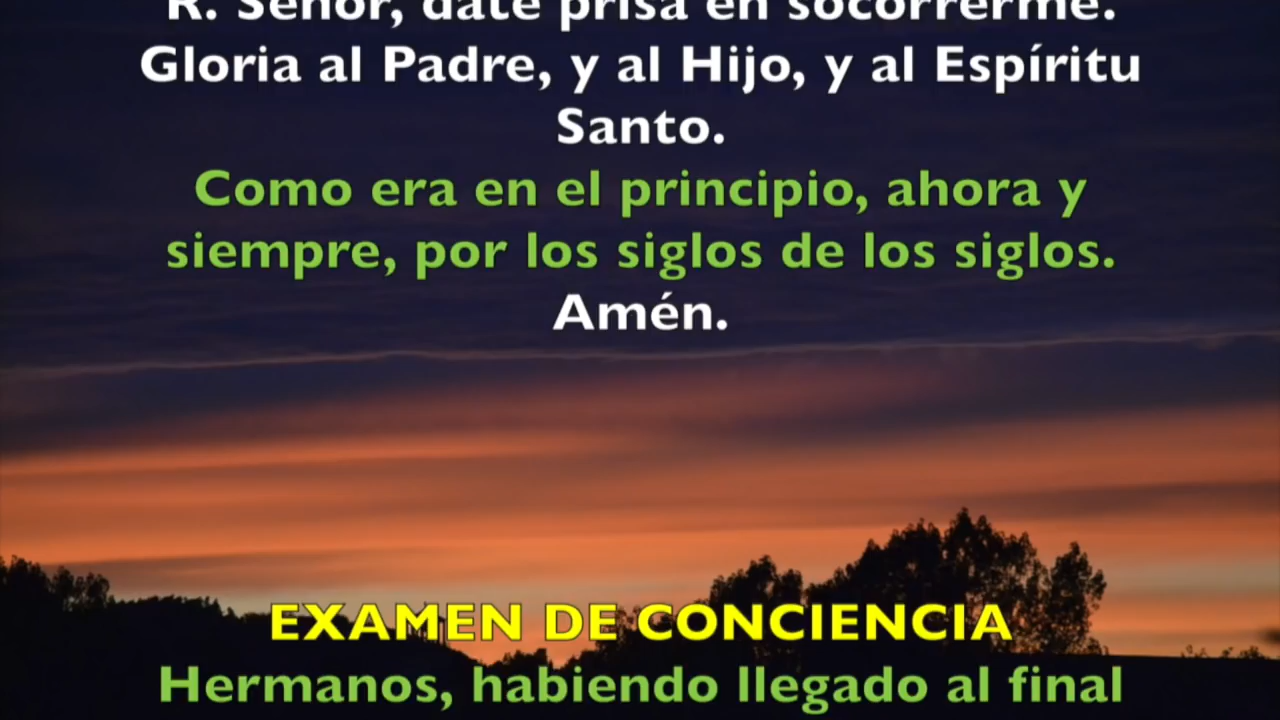 R. Señor, date prisa en socorrerme.
Gloria al Padre, y al Hijo, y al Espíritu
Santo.
Como era en el principio, ahora y
siempre, por los siglos de los siglos.
Amén.
EXAMEN DE CONCIENCIA
Hermanos, habiendo llegado al final